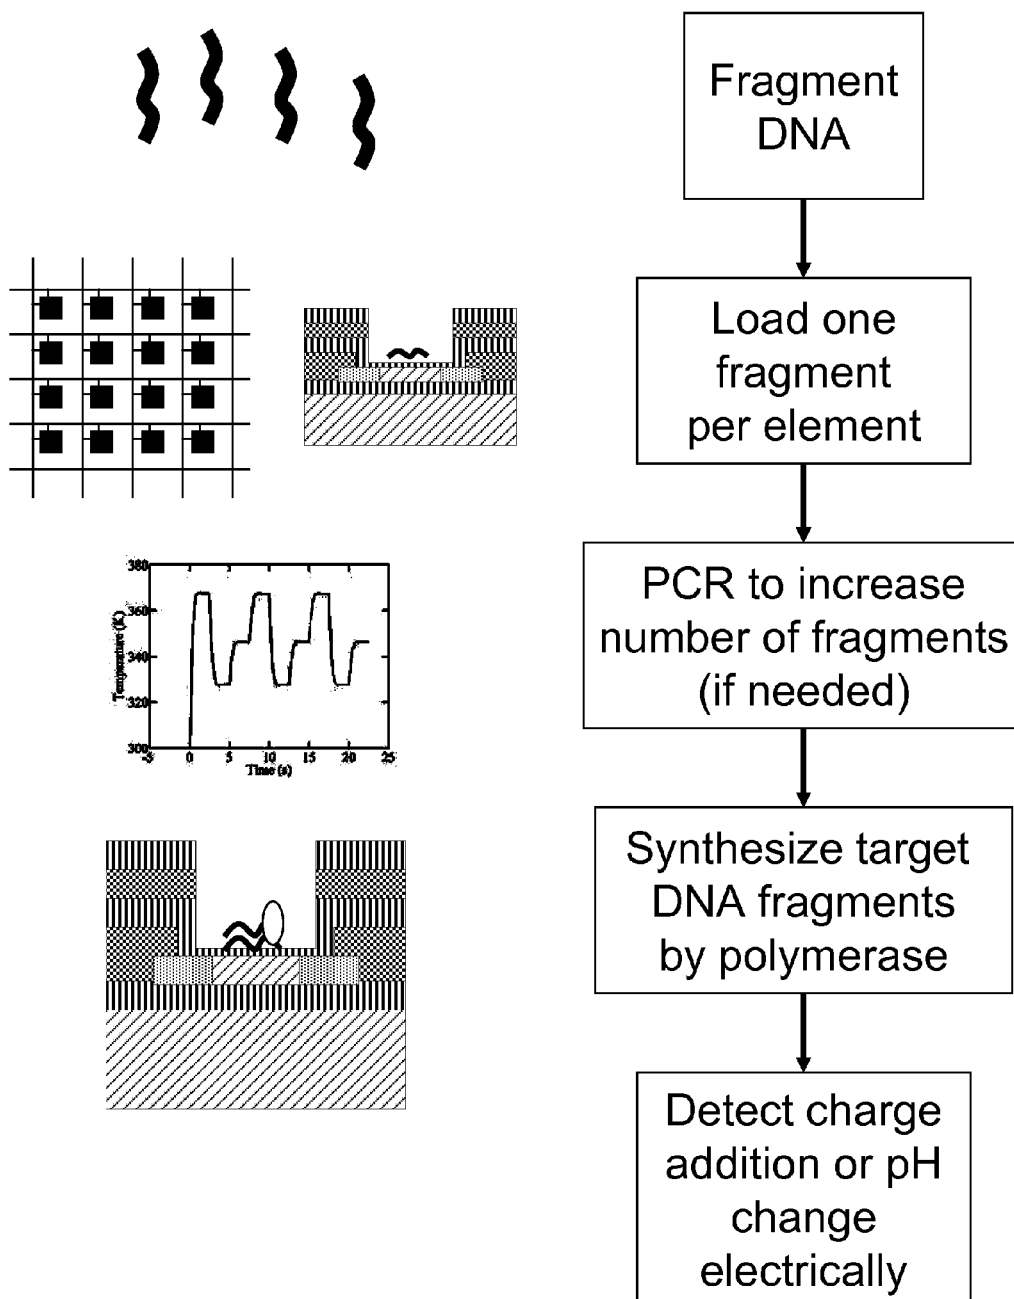 Fragment
DNA
Load one
fragment
per element
380
360
340
320
300
Temperature (K)
-5
0
5
10
15
20
25
Time (s)
PCR to increase
number of fragments
(if needed)
Synthesize target
DNA fragments
by polymerase
Detect charge
addition or pH
change
electrically